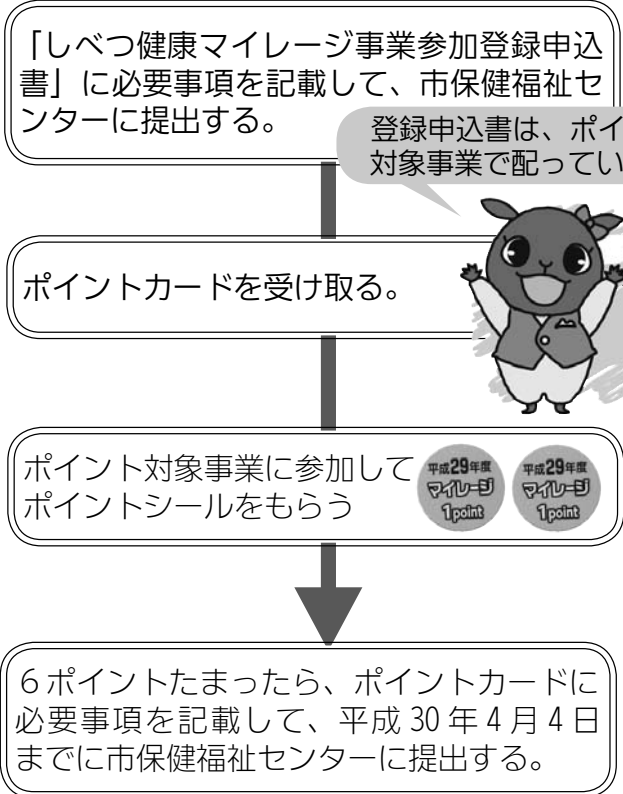 「しべつ健康マイレージ事業参加登録申込
書」に必要事項を記載して、市保健福祉セ
ンターに提出する。
登録申込書は、ポイ
対象事業で配ってい
ポイントカードを受け取る。
ポイント対象事業に参加して
ポイントシールをもらう
平成29年度
マイレージ
1point
平成29年度
マイレージ
1point
６ポイントたまったら、ポイントカードに
必要事項を記載して、平成 30 年 4 月 4 日
までに市保健福祉センターに提出する。